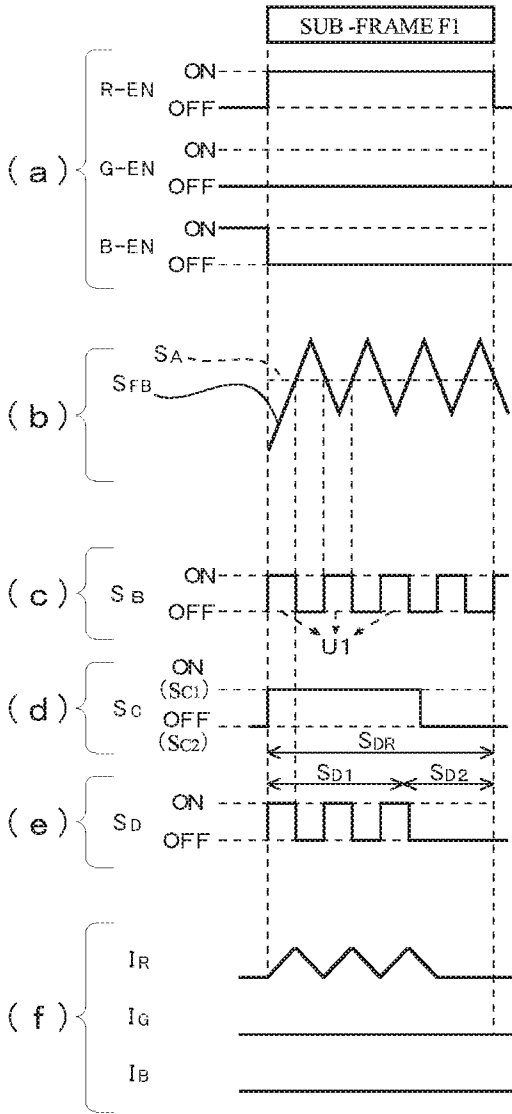 SUB-FRAME F1
ON
R-EN
OFF
ON
(a) G-EN
OFF
ON
B-EN
OFF
SA
SFB
(b)
ON
(c) SB
OFF
U1
ON
(SC1)
(d) SC
OFF
(SC2)
SDR
SD1 SD2
ON
(e) SD
OFF
IR
(f) IG
IB